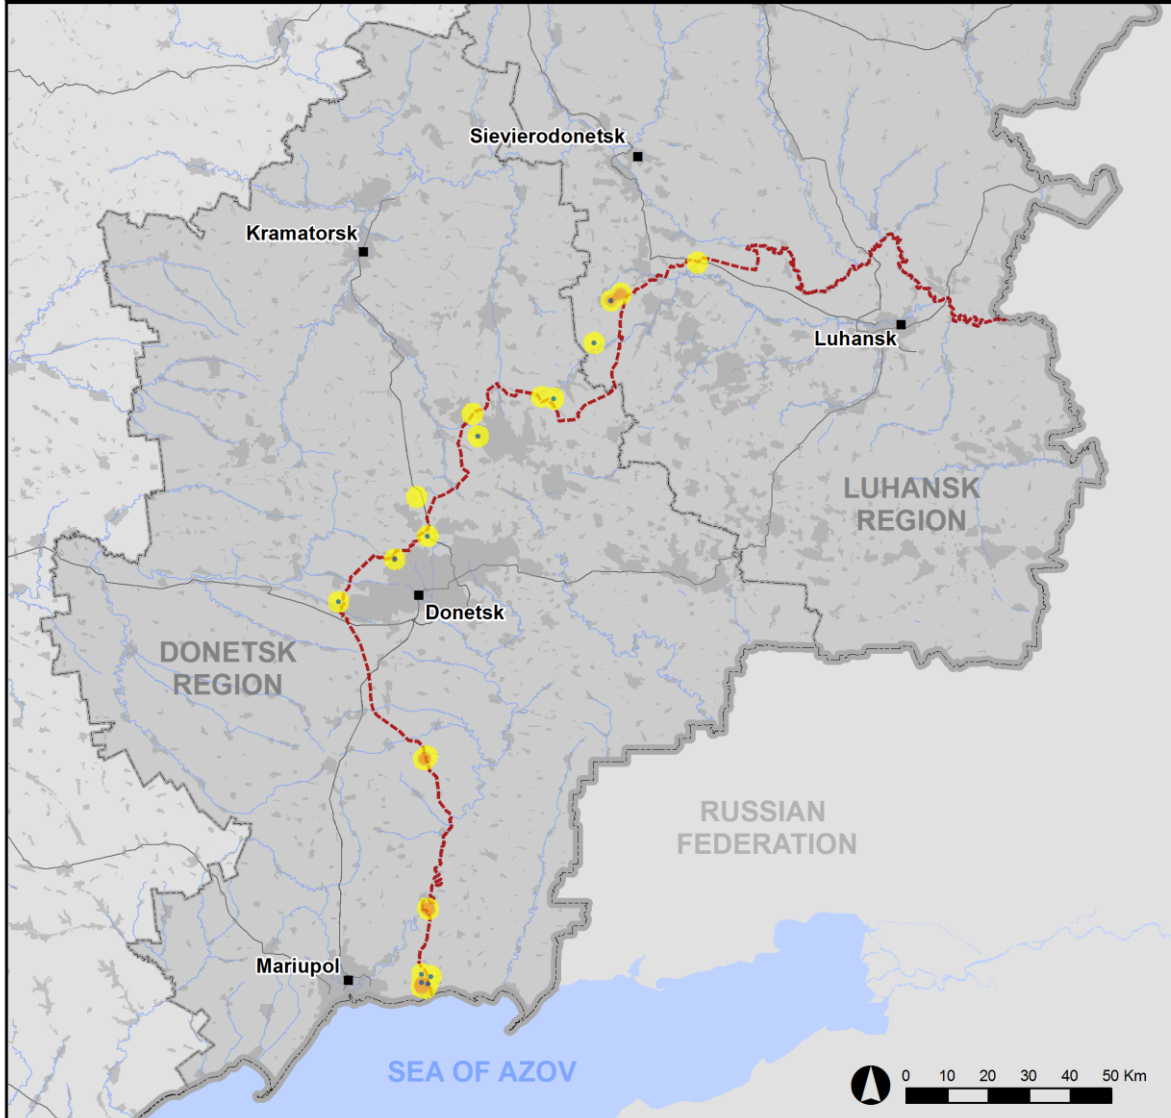 Sievierodonetsk
Kramatorsk
Luhansk
LUHANSK
REGION
Donetsk
DONETSK
REGION
RUSSIAN
FEDERATION
Mariupol
SEA OF AZOV
0 10 20 30 40 50 Km